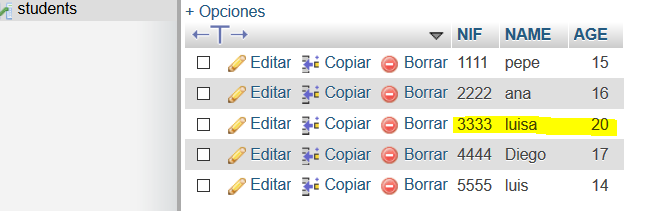 students
+ Opciones
←T→ NIF NAME AGE
Editar Copiar Borrar 1111 pepe 15
Editar Copiar Borrar 2222 ana 16
Editar Copiar Borrar 3333 luisa 20
Editar Copiar Borrar 4444 Diego 17
Editar Copiar Borrar 5555 luis 14